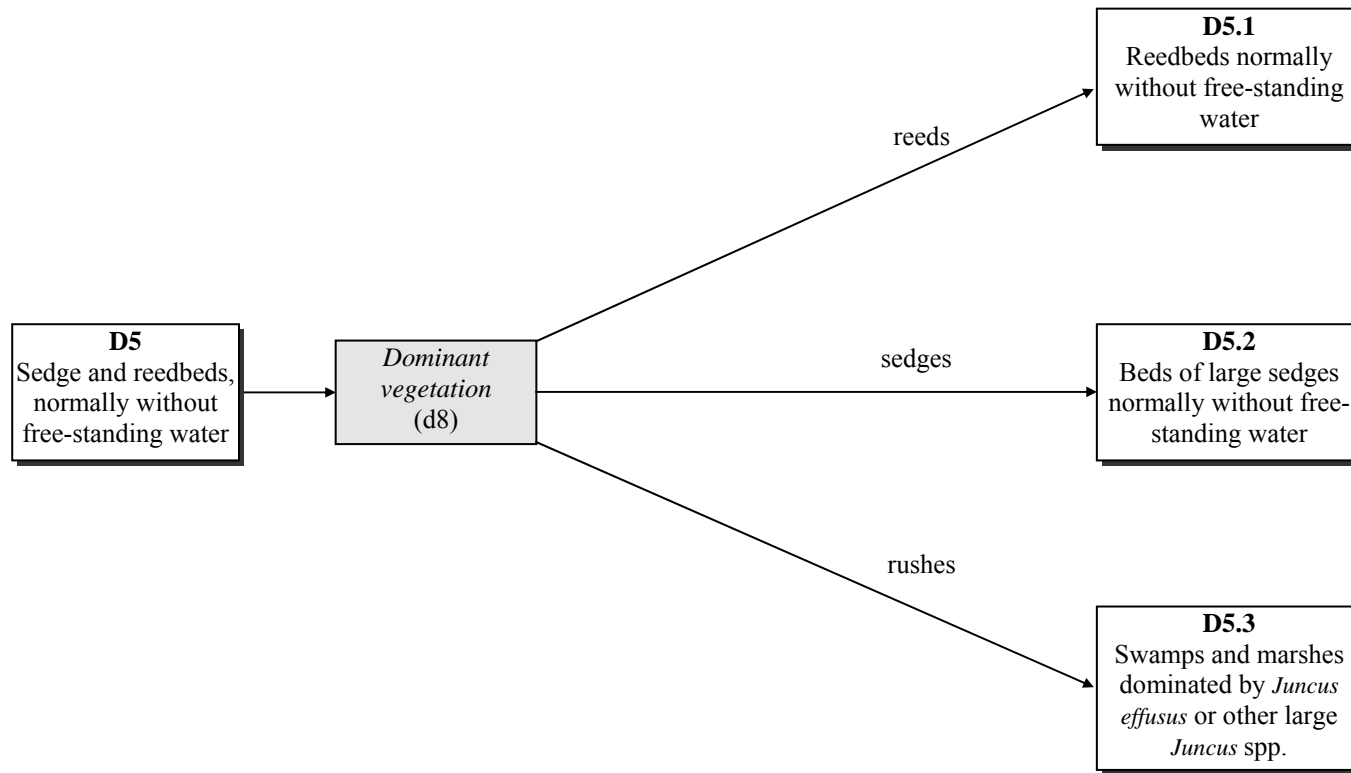 D5.1
Reedbeds normally
without free-standing
water
reeds
D5
Sedge and reedbeds,
normally without
free-standing water
Dominant
vegetation
(d8)
sedges
D5.2
Beds of large sedges
normally without free-
standing water
rushes
D5.3
Swamps and marshes
dominated by Juncus
effusus or other large
Juncus spp.